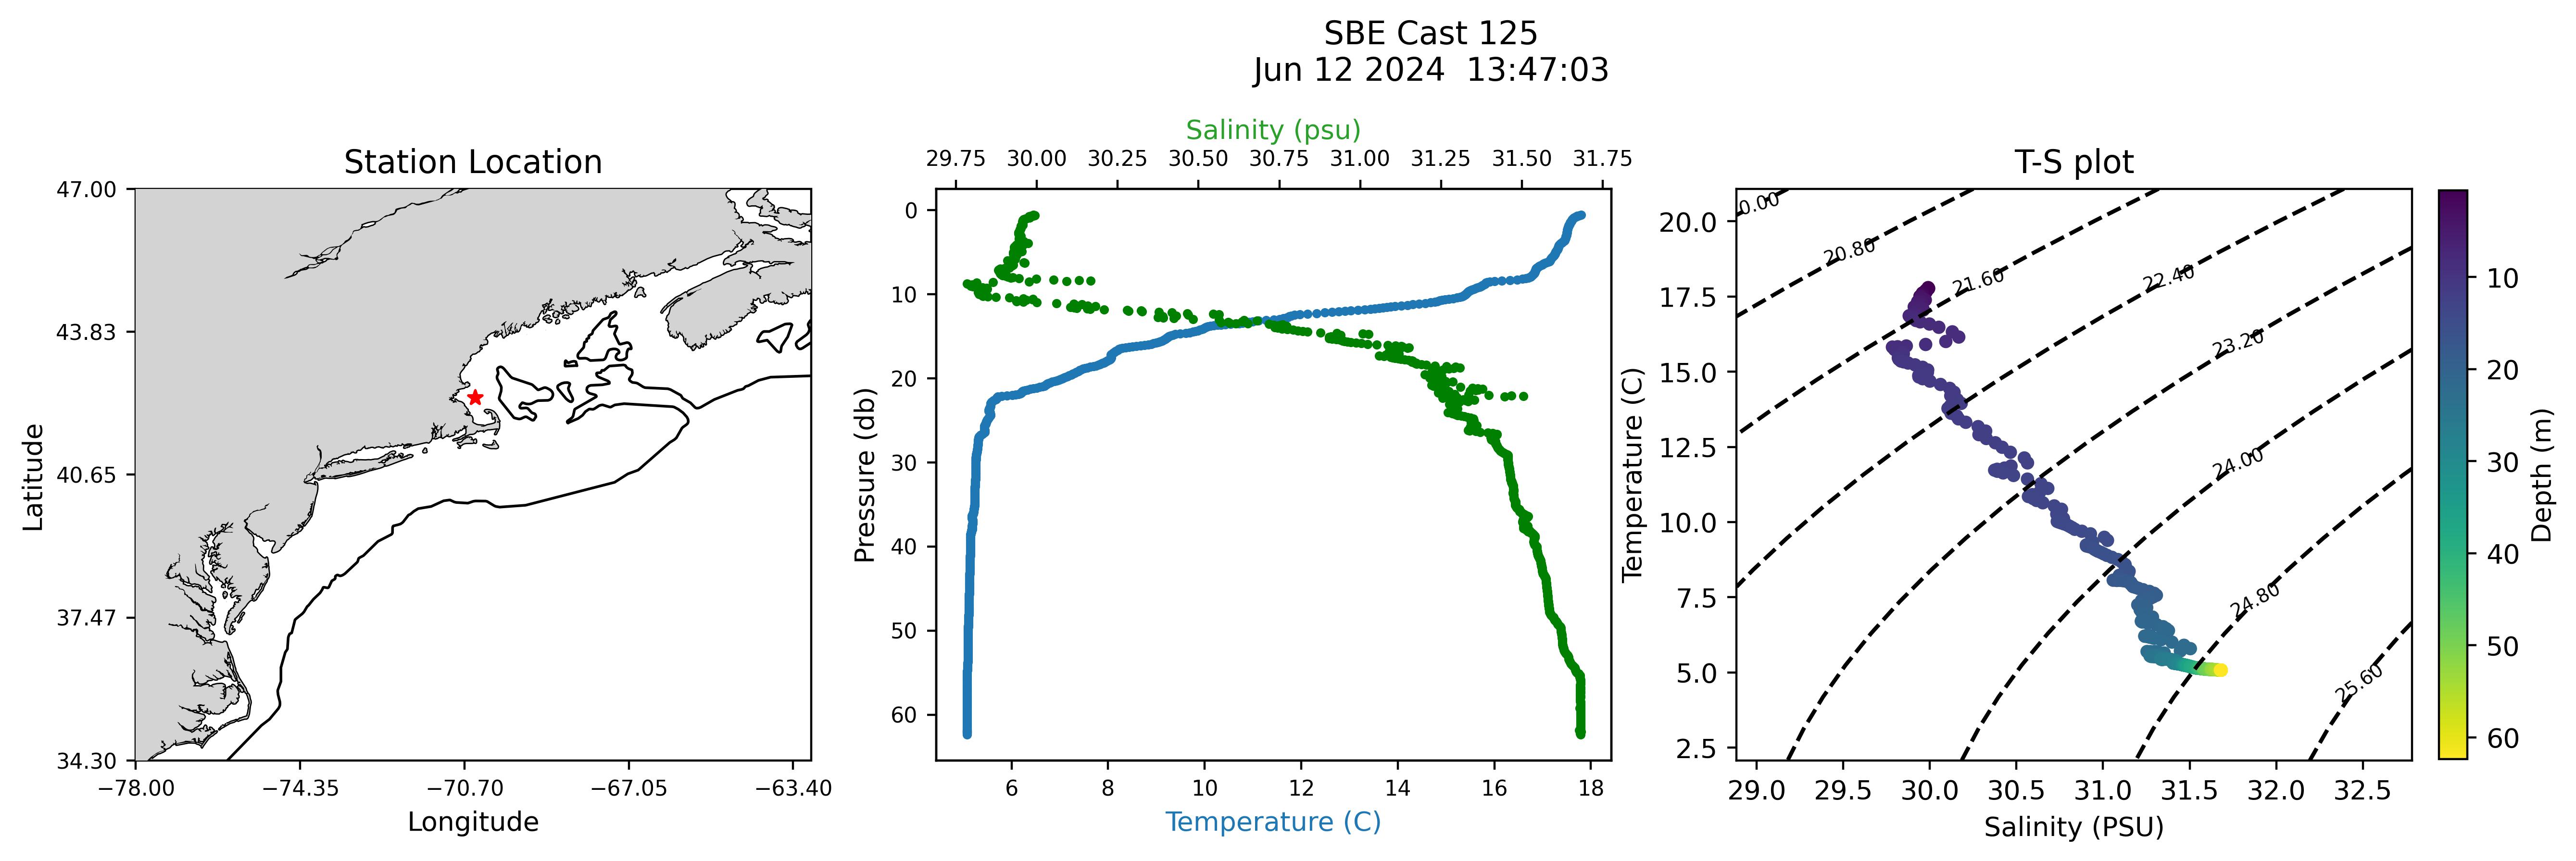 SBE Cast 125
Jun 12 2024  13:47:03
Station Location
47.00
43.83
40.65
37.47
34.30
Latitude
−78.00 −74.35 −70.70 −67.05 −63.40
Longitude
Salinity (psu)
29.75 30.00 30.25 30.50 30.75 31.00 31.25 31.50 31.75
0
10
20
30
40
50
60
Pressure (db)
6 8 10 12 14 16 18
Temperature (C)
T-S plot
20.0
17.5
15.0
12.5
10.0
7.5
5.0
2.5
Temperature (C)
0.00
20.80
21.60
22.40
23.20
24.00
24.80
25.60
29.0 29.5 30.0 30.5 31.0 31.5 32.0 32.5
Salinity (PSU)
10
20
30
40
50
60
Depth (m)